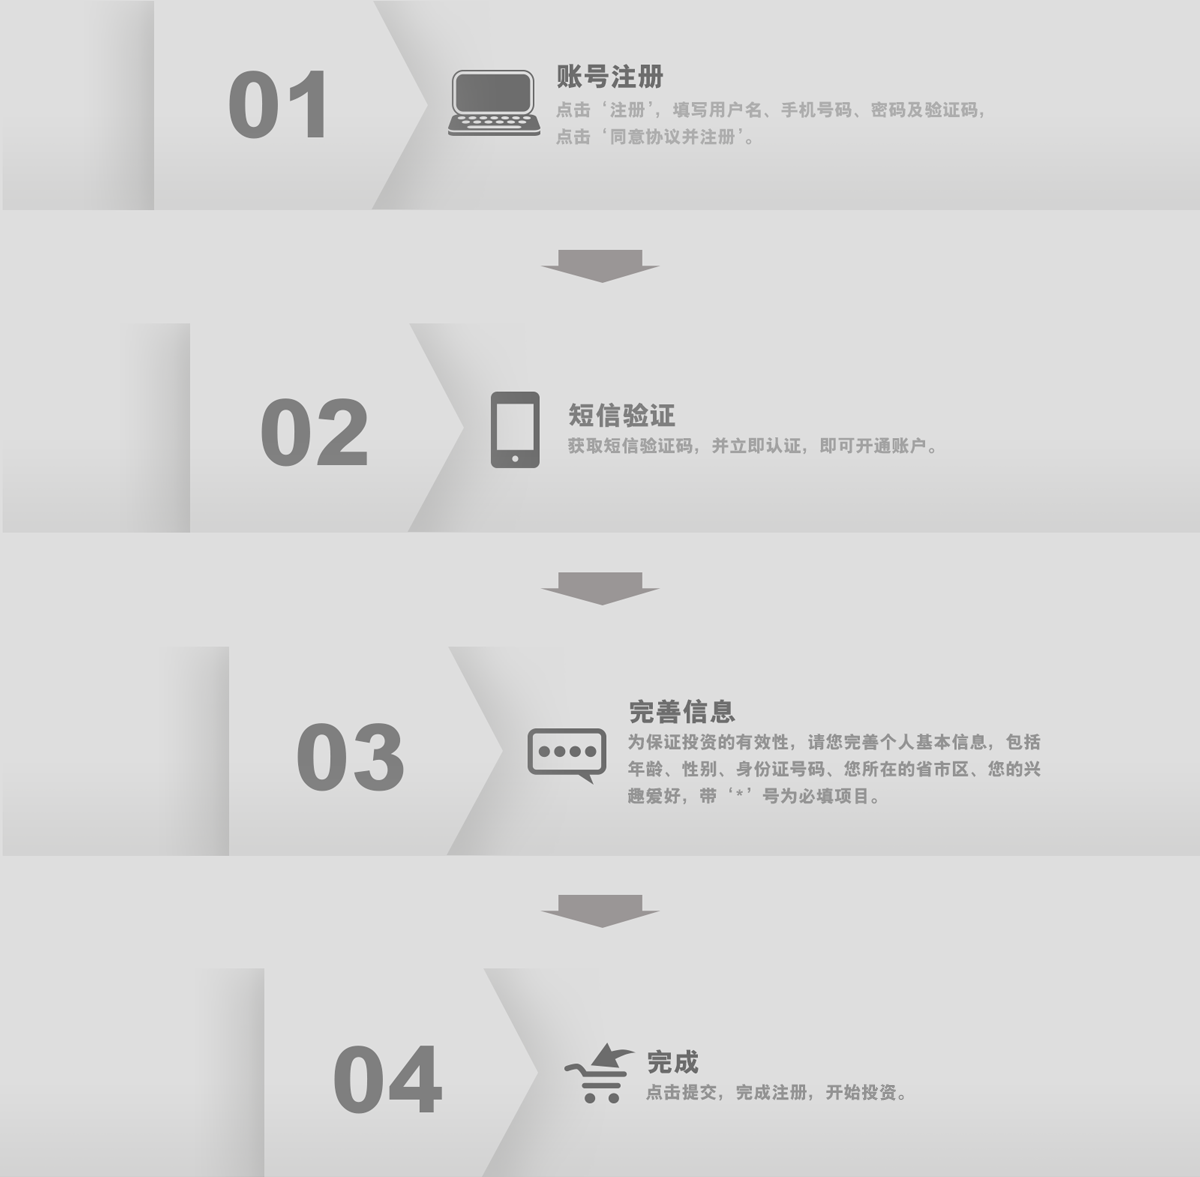 01
账号注册
点击‘注册’，填写用户名、手机号码、密码及验证码，
点击‘同意协议并注册’。
02
短信验证
获取短信验证码，并立即认证，即可开通账户。
03
完善信息
为保证投资的有效性，请您完善个人基本信息，包括
年龄、性别、身份证号码、您所在的省市区、您的兴
趣爱好，带‘*’号为必填项目。
04
完成
点击提交，完成注册，开始投资。